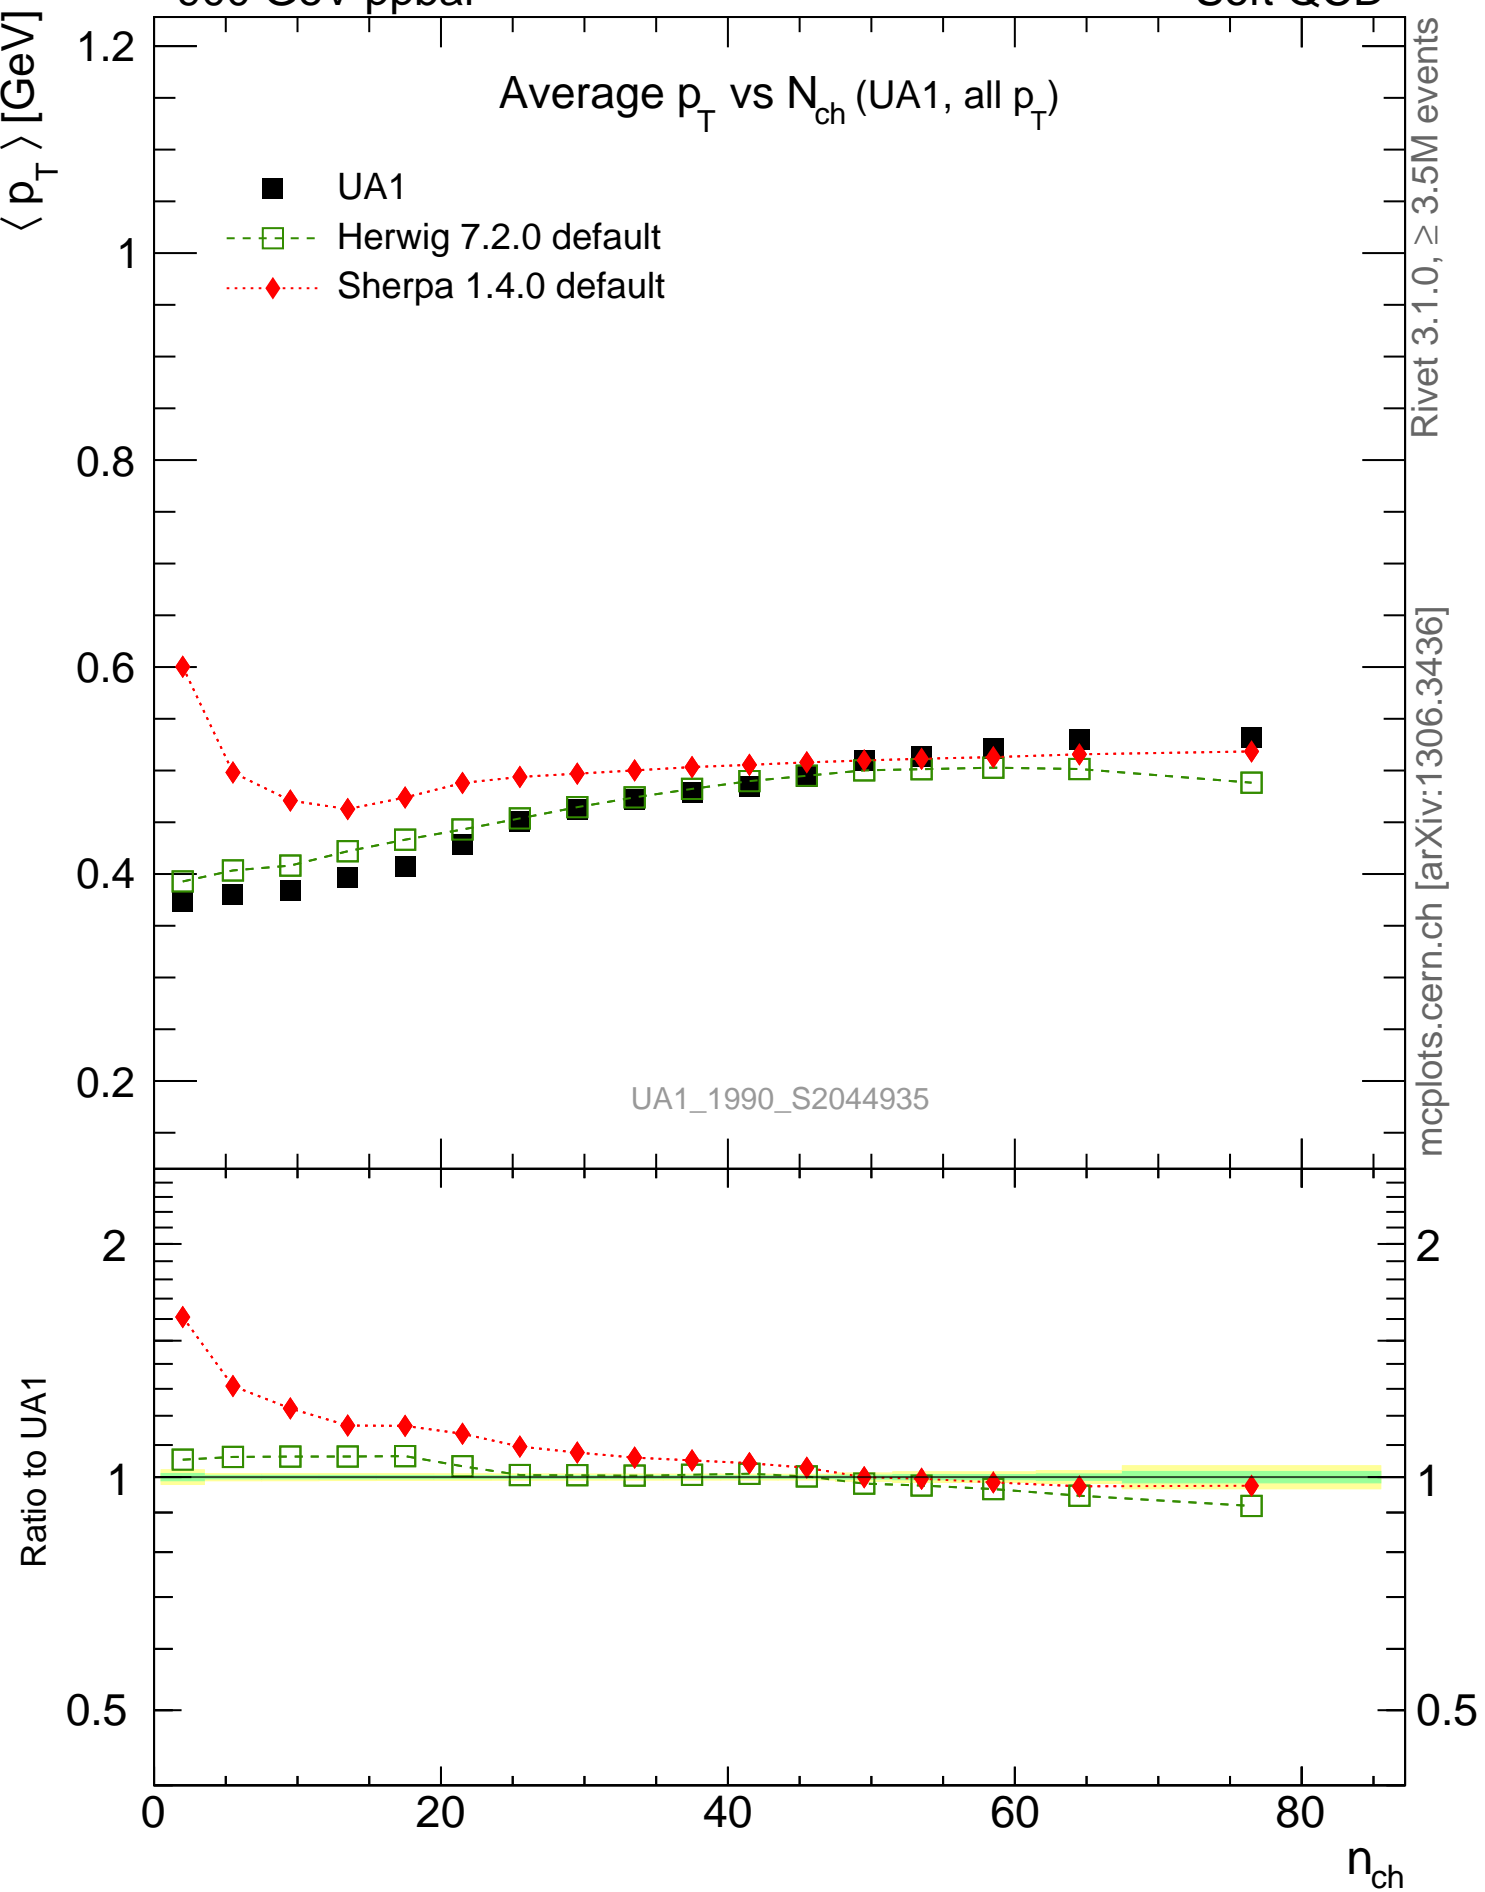 ⟨ p_T ⟩ [GeV]
Average p_T vs N_ch (UA1, all p_T)
UA1
Herwig 7.2.0 default
Sherpa 1.4.0 default
1.2
1
0.8
0.6
0.4
0.2
UA1_1990_S2044935
Rivet 3.1.0, ≥ 3.5M events
mcplots.cern.ch [arXiv:1306.3436]
Ratio to UA1
2
1
0.5
2
1
0.5
0
20
40
60
80
n_ch